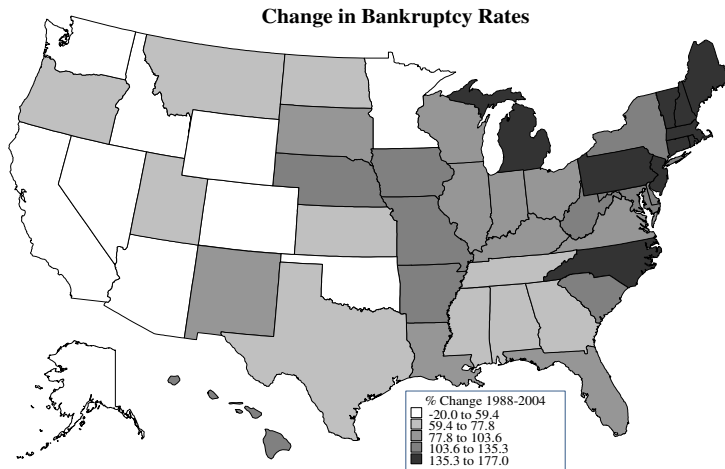 Change in Bankruptcy Rates
% Change 1988-2004
-20.0 to 59.4
59.4 to 77.8
77.8 to 103.6
103.6 to 135.3
135.3 to 177.0